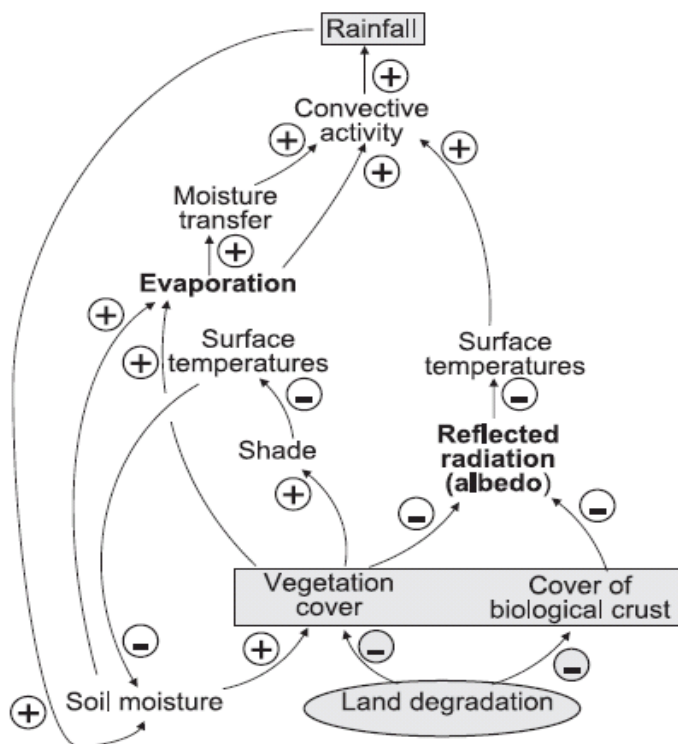 Rainfall
+
Convective
activity
+
+
+
Moisture
transfer
+
Evaporation
+
+
Surface
temperatures
Surface
temperatures
-
-
Shade
Reflected
radiation
(albedo)
+
-
-
Vegetation
cover
Cover of
biological crust
-
+
-
-
+
Soil moisture
Land degradation